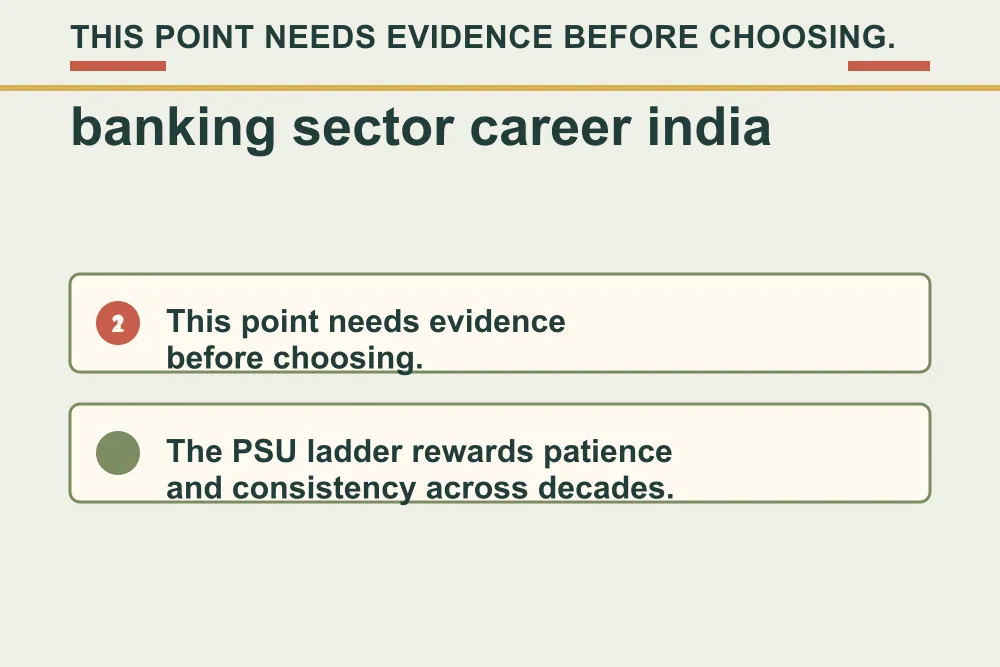 THIS POINT NEEDS EVIDENCE BEFORE CHOOSING.
banking sector career india
2
This point needs evidence
before choosing.
The PSU ladder rewards patience
and consistency across decades.